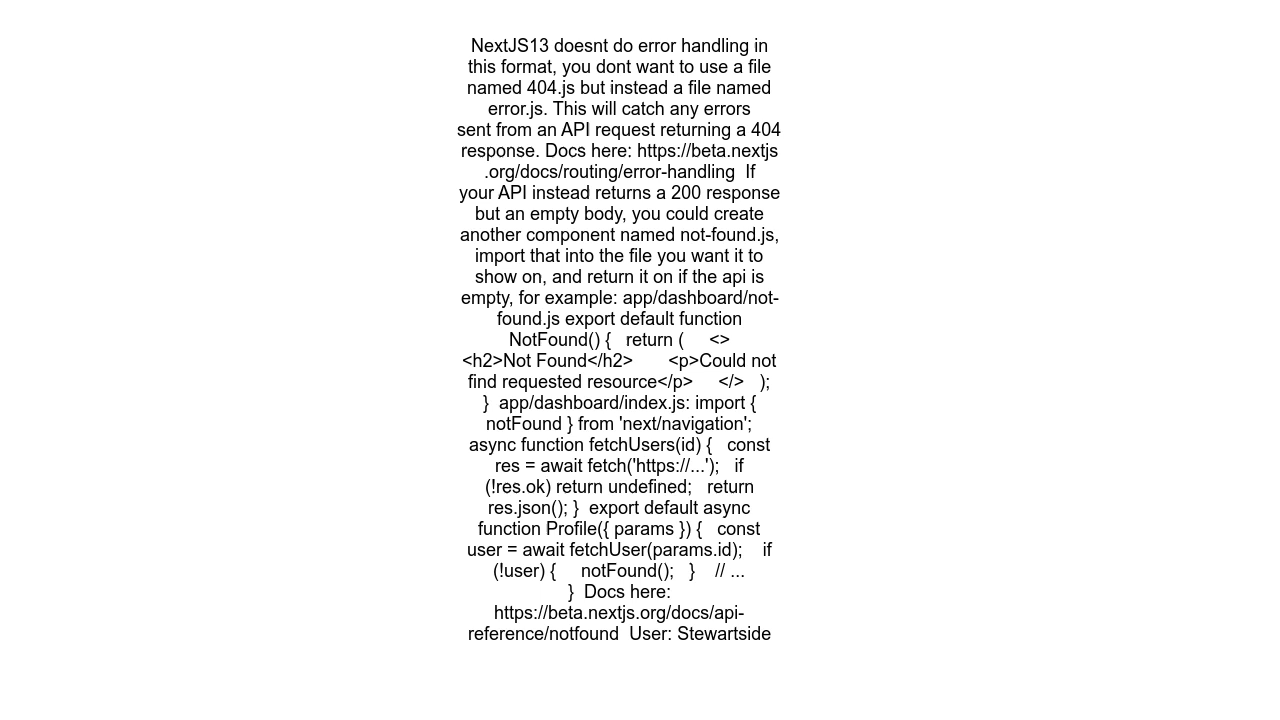 NextJS13 doesnt do error handling in
this format, you dont want to use a file
named 404.js but instead a file named
error.js. This will catch any errors
sent from an API request returning a 404
response. Docs here: https://beta.nextjs
.org/docs/routing/error-handling  If
your API instead returns a 200 response
but an empty body, you could create
another component named not-found.js,
import that into the file you want it to
show on, and return it on if the api is
empty, for example: app/dashboard/not-
found.js export default function
NotFound() {   return (     <>
<h2>Not Found</h2>       <p>Could not
find requested resource</p>     </>   );
}  app/dashboard/index.js: import {
notFound } from 'next/navigation';
async function fetchUsers(id) {   const
res = await fetch('https://...');   if
(!res.ok) return undefined;   return
res.json(); }  export default async
function Profile({ params }) {   const
user = await fetchUser(params.id);    if
(!user) {     notFound();   }    // ...
}  Docs here:
https://beta.nextjs.org/docs/api-
reference/notfound  User: Stewartside